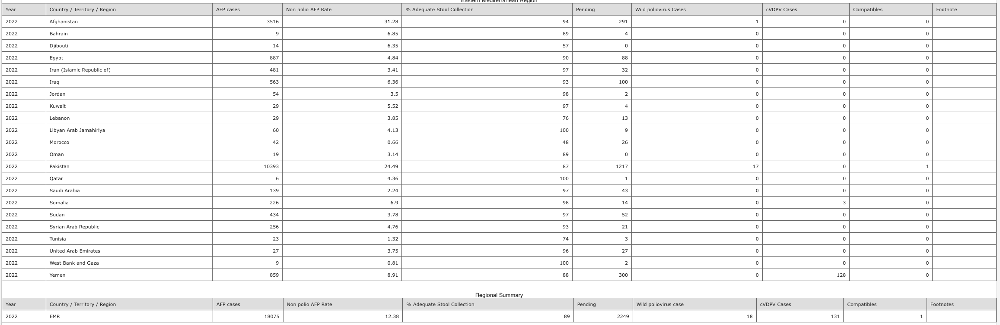 Eastern Mediterranean Region
Year Country / Territory / Region AFP cases Non polio AFP Rate % Adequate Stool Collection Pending Wild poliovirus Cases cVDPV Cases Compatibles Footnote
2022 Afghanistan 3516 31.28 94 291 1 0 0
2022 Bahrain 9 6.85 89 4 0 0 0
2022 Djibouti 14 6.35 57 0 0 0 0
2022 Egypt 887 4.84 90 88 0 0 0
2022 Iran (Islamic Republic of) 481 3.41 97 32 0 0 0
2022 Iraq 563 6.36 93 100 0 0 0
2022 Jordan 54 3.5 98 2 0 0 0
2022 Kuwait 29 5.52 97 4 0 0 0
2022 Lebanon 29 3.85 76 13 0 0 0
2022 Libyan Arab Jamahiriya 60 4.13 100 9 0 0 0
2022 Morocco 42 0.66 48 26 0 0 0
2022 Oman 19 3.14 89 0 0 0 0
2022 Pakistan 10393 24.49 87 1217 17 0 1
2022 Qatar 6 4.36 100 1 0 0 0
2022 Saudi Arabia 139 2.24 97 43 0 0 0
2022 Somalia 226 6.9 98 14 0 3 0
2022 Sudan 434 3.78 97 52 0 0 0
2022 Syrian Arab Republic 256 4.76 93 21 0 0 0
2022 Tunisia 23 1.32 74 3 0 0 0
2022 United Arab Emirates 27 3.75 96 27 0 0 0
2022 West Bank and Gaza 9 0.81 100 2 0 0 0
2022 Yemen 859 8.91 88 300 0 128 0
Regional Summary
Year Country / Territory / Region AFP cases Non polio AFP Rate % Adequate Stool Collection Pending Wild poliovirus case cVDPV Cases Compatibles Footnotes
2022 EMR 18075 12.38 89 2249 18 131 1